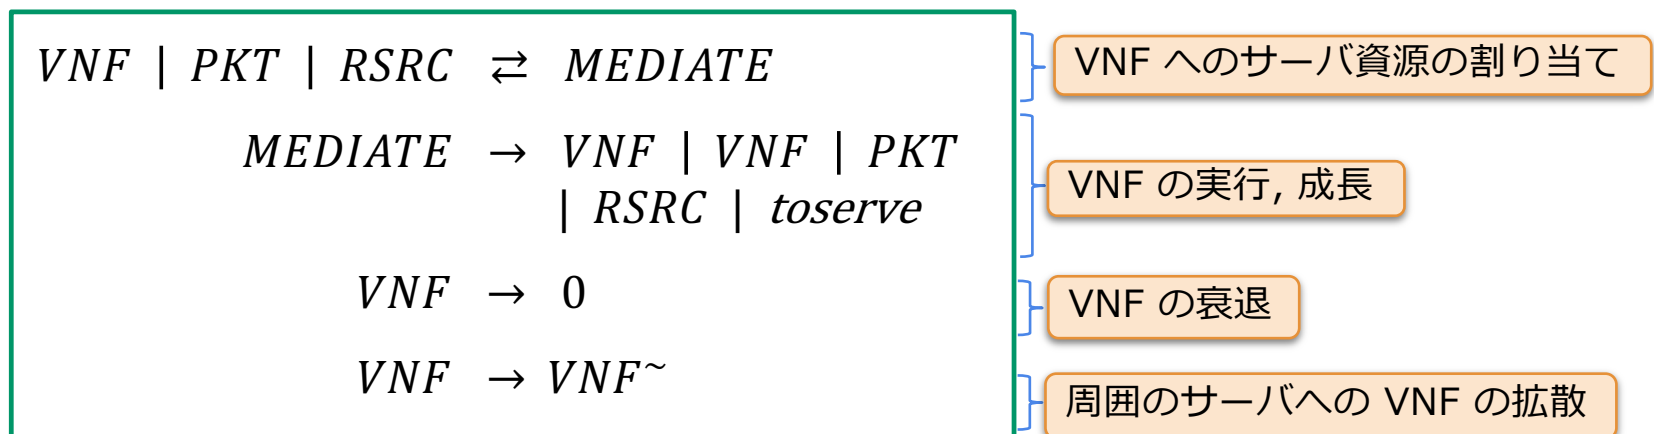 VNF | PKT | RSRC ⇄ MEDIATE
VNF へのサーバ資源の割り当て
MEDIATE → VNF | VNF | PKT
| RSRC | toserve
VNF の実行, 成長
VNF → 0
VNF の衰退
VNF → VNF~
周囲のサーバへの VNF の拡散